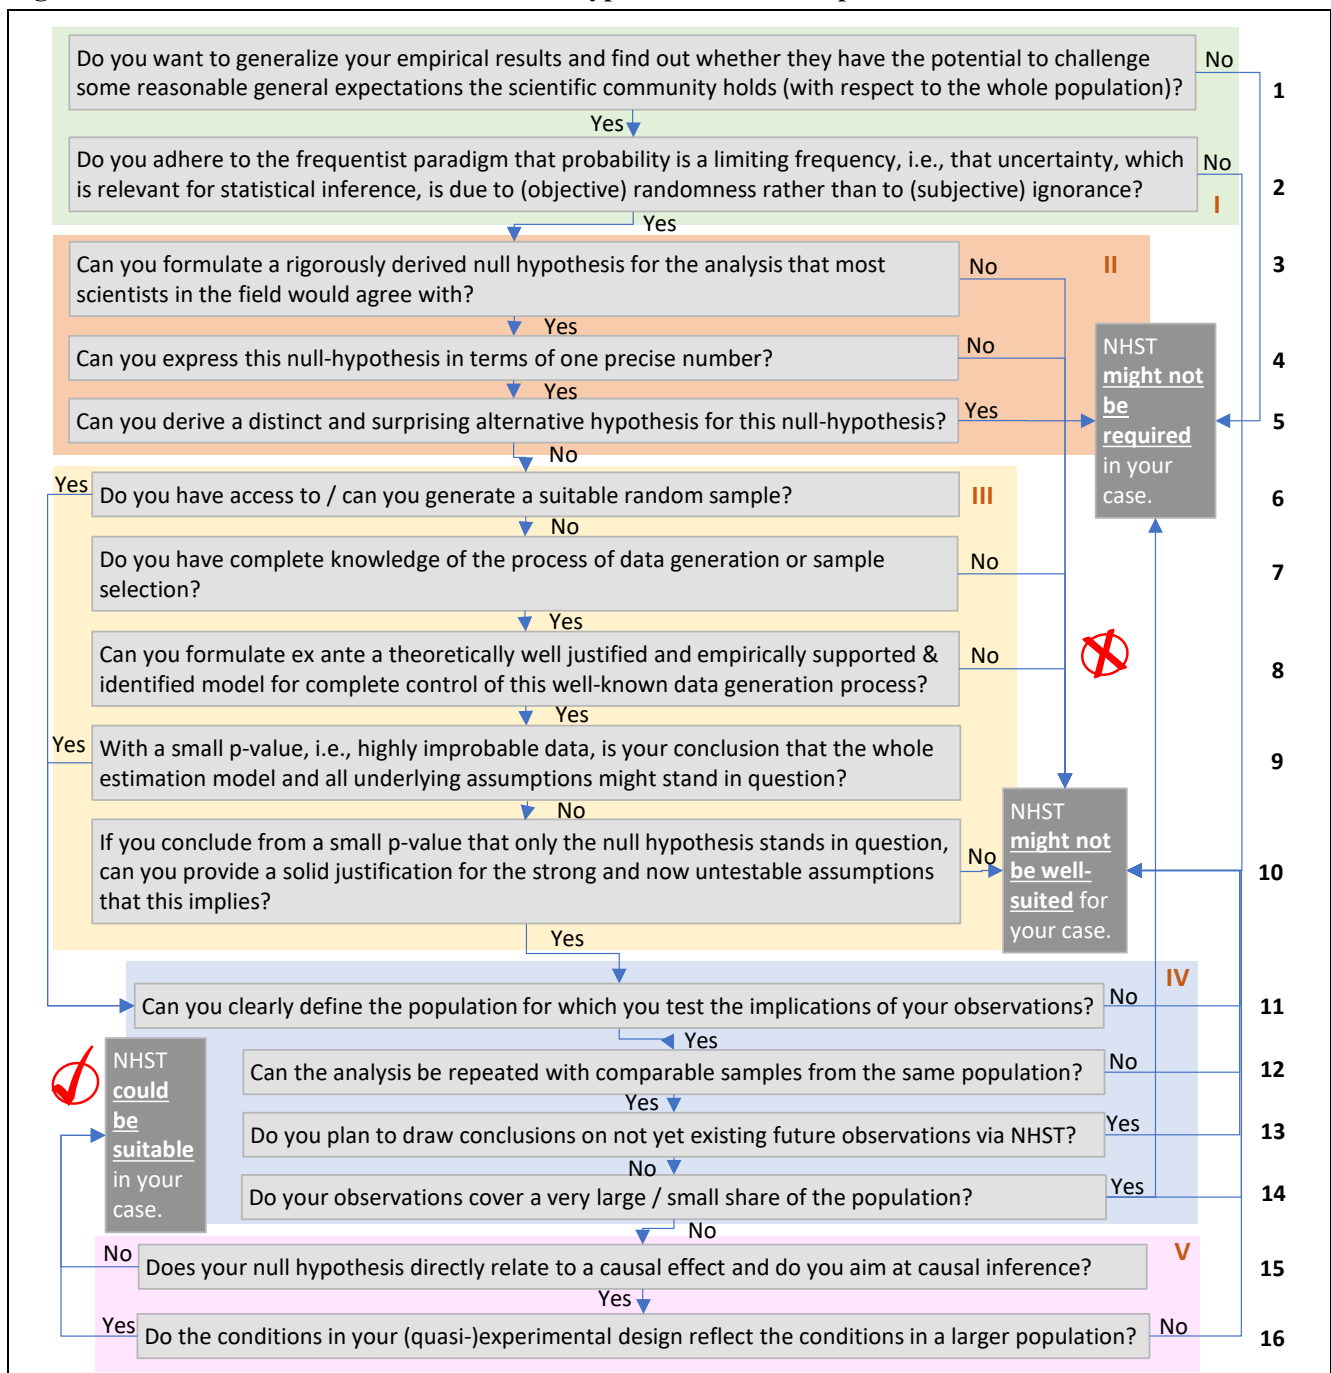 Do you want to generalize your empirical results and find out whether they have the potential to challenge
some reasonable general expectations the scientific community holds (with respect to the whole population)?
No
1
Yes
Do you adhere to the frequentist paradigm that probability is a limiting frequency, i.e., that uncertainty, which
is relevant for statistical inference, is due to (objective) randomness rather than to (subjective) ignorance?
No
2
I
Yes
Can you formulate a rigorously derived null hypothesis for the analysis that most
scientists in the field would agree with?
No
II
3
Yes
Can you express this null-hypothesis in terms of one precise number?
No
4
Yes
Can you derive a distinct and surprising alternative hypothesis for this null-hypothesis?
Yes
5
NHST
might not
be
required
in your
case.
No
Yes
Do you have access to / can you generate a suitable random sample?
III
6
No
Do you have complete knowledge of the process of data generation or sample
selection?
No
7
Yes
Can you formulate ex ante a theoretically well justified and empirically supported &
identified model for complete control of this well-known data generation process?
No
8
Yes
Yes
With a small p-value, i.e., highly improbable data, is your conclusion that the whole
estimation model and all underlying assumptions might stand in question?
9
No
If you conclude from a small p-value that only the null hypothesis stands in question,
can you provide a solid justification for the strong and now untestable assumptions
that this implies?
No
10
NHST
might not
be well-
suited for
your case.
Yes
IV
Can you clearly define the population for which you test the implications of your observations?
No
11
Yes
Can the analysis be repeated with comparable samples from the same population?
No
12
Yes
Do you plan to draw conclusions on not yet existing future observations via NHST?
Yes
13
No
Do your observations cover a very large / small share of the population?
Yes
14
NHST
could
be
suitable
in your
case.
No
V
No
Does your null hypothesis directly relate to a causal effect and do you aim at causal inference?
15
Yes
Yes
Do the conditions in your (quasi-)experimental design reflect the conditions in a larger population?
No
16